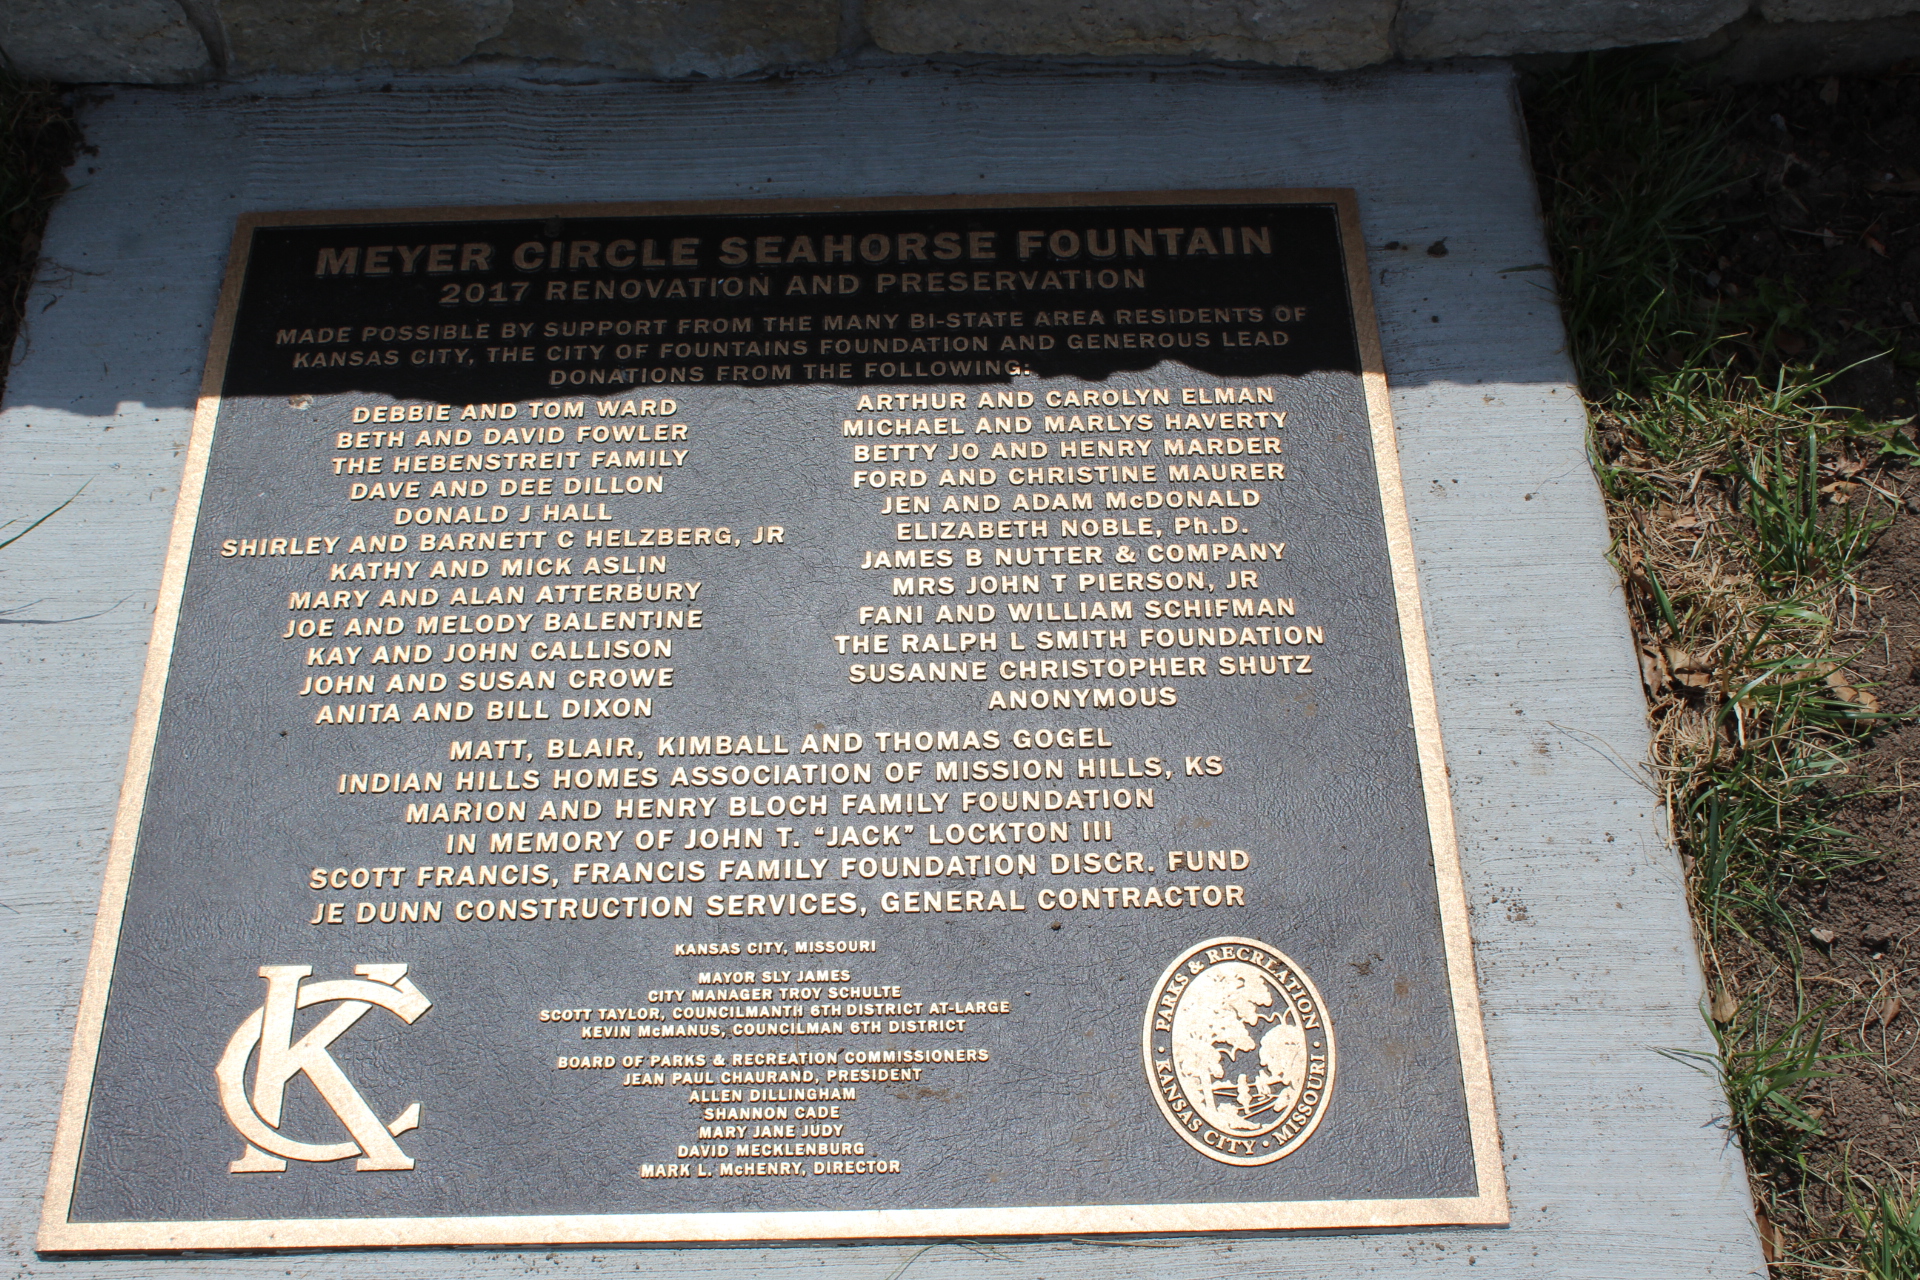 MEYER CIRCLE SEAHORSE FOUNTAIN
2017 RENOVATION AND PRESERVATION
MADE POSSIBLE BY SUPPORT FROM THE MANY BI-STATE AREA RESIDENTS OF
KANSAS CITY, THE CITY OF FOUNTAINS FOUNDATION AND GENEROUS LEAD
DONATIONS FROM THE FOLLOWING:
DEBBIE AND TOM WARD
BETH AND DAVID FOWLER
THE HEBENSTREIT FAMILY
DAVE AND DEE DILLON
DONALD J HALL
SHIRLEY AND BARNETT C HELZBERG, JR
KATHY AND MICK ASLIN
MARY AND ALAN ATTERBURY
JOE AND MELODY BALENTINE
KAY AND JOHN CALLISON
JOHN AND SUSAN CROWE
ANITA AND BILL DIXON
ARTHUR AND CAROLYN ELMAN
MICHAEL AND MARLYS HAVERTY
BETTY JO AND HENRY MARDER
FORD AND CHRISTINE MAURER
JEN AND ADAM McDONALD
ELIZABETH NOBLE, Ph.D.
JAMES B NUTTER & COMPANY
MRS JOHN T PIERSON, JR
FANI AND WILLIAM SCHIFMAN
THE RALPH L SMITH FOUNDATION
SUSANNE CHRISTOPHER SHUTZ
ANONYMOUS
MATT, BLAIR, KIMBALL AND THOMAS GOGEL
INDIAN HILLS HOMES ASSOCIATION OF MISSION HILLS, KS
MARION AND HENRY BLOCH FAMILY FOUNDATION
IN MEMORY OF JOHN T. “JACK” LOCKTON III
SCOTT FRANCIS, FRANCIS FAMILY FOUNDATION DISCR. FUND
JE DUNN CONSTRUCTION SERVICES, GENERAL CONTRACTOR
KANSAS CITY, MISSOURI
MAYOR SLY JAMES
CITY MANAGER TROY SCHULTE
SCOTT TAYLOR, COUNCILMANTH 6TH DISTRICT AT-LARGE
KEVIN McMANUS, COUNCILMAN 6TH DISTRICT
BOARD OF PARKS & RECREATION COMMISSIONERS
JEAN PAUL CHAURAND, PRESIDENT
ALLEN DILLINGHAM
SHANNON CADE
MARY JANE JUDY
DAVID MECKLENBURG
MARK L. McHENRY, DIRECTOR
KC
PARKS & RECREATION
KANSAS CITY • MISSOURI